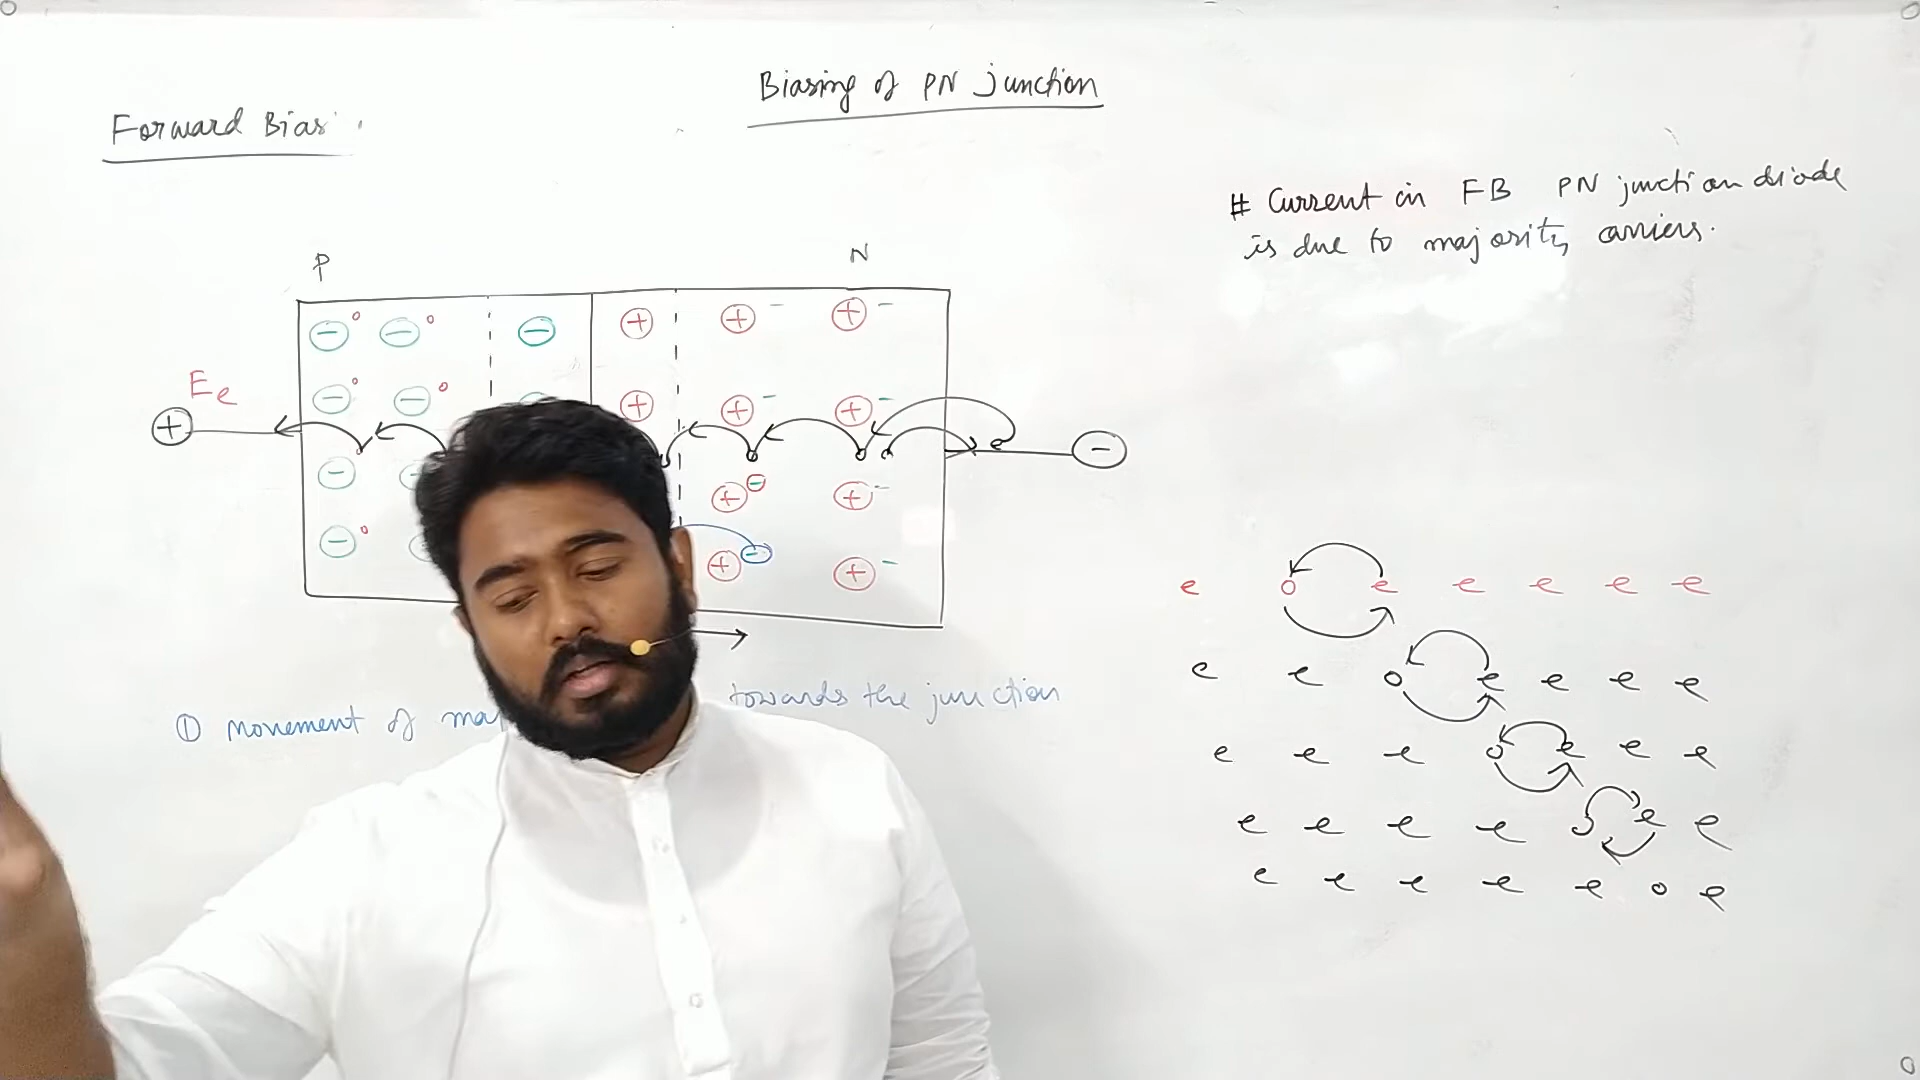 Biasing of PN junction
Forward Bias
# Current in FB PN junction diode
is due to majority carriers.
P N
Ee
+ -
① movement of maj towards the junction
e o e e e e e
e e o e e e e
e e e o e e e
e e e e o e e
e e e e e o e